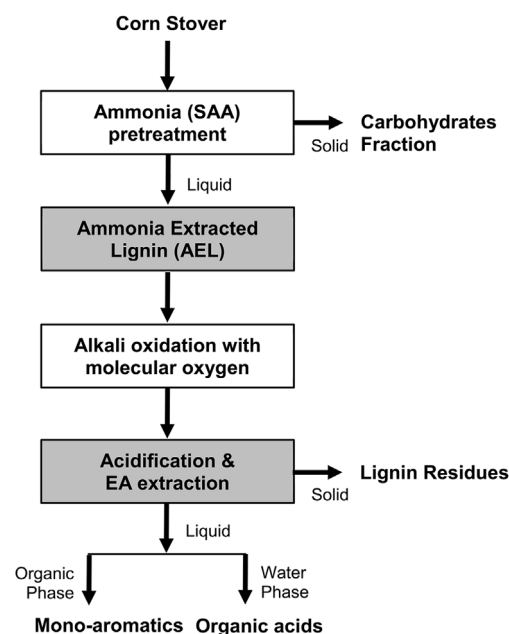 Corn Stover
Ammonia (SAA)
pretreatment
Solid
Carbohydrates
Fraction
Liquid
Ammonia Extracted
Lignin (AEL)
Alkali oxidation with
molecular oxygen
Acidification &
EA extraction
Solid
Lignin Residues
Liquid
Organic
Phase
Water
Phase
Mono-aromatics
Organic acids